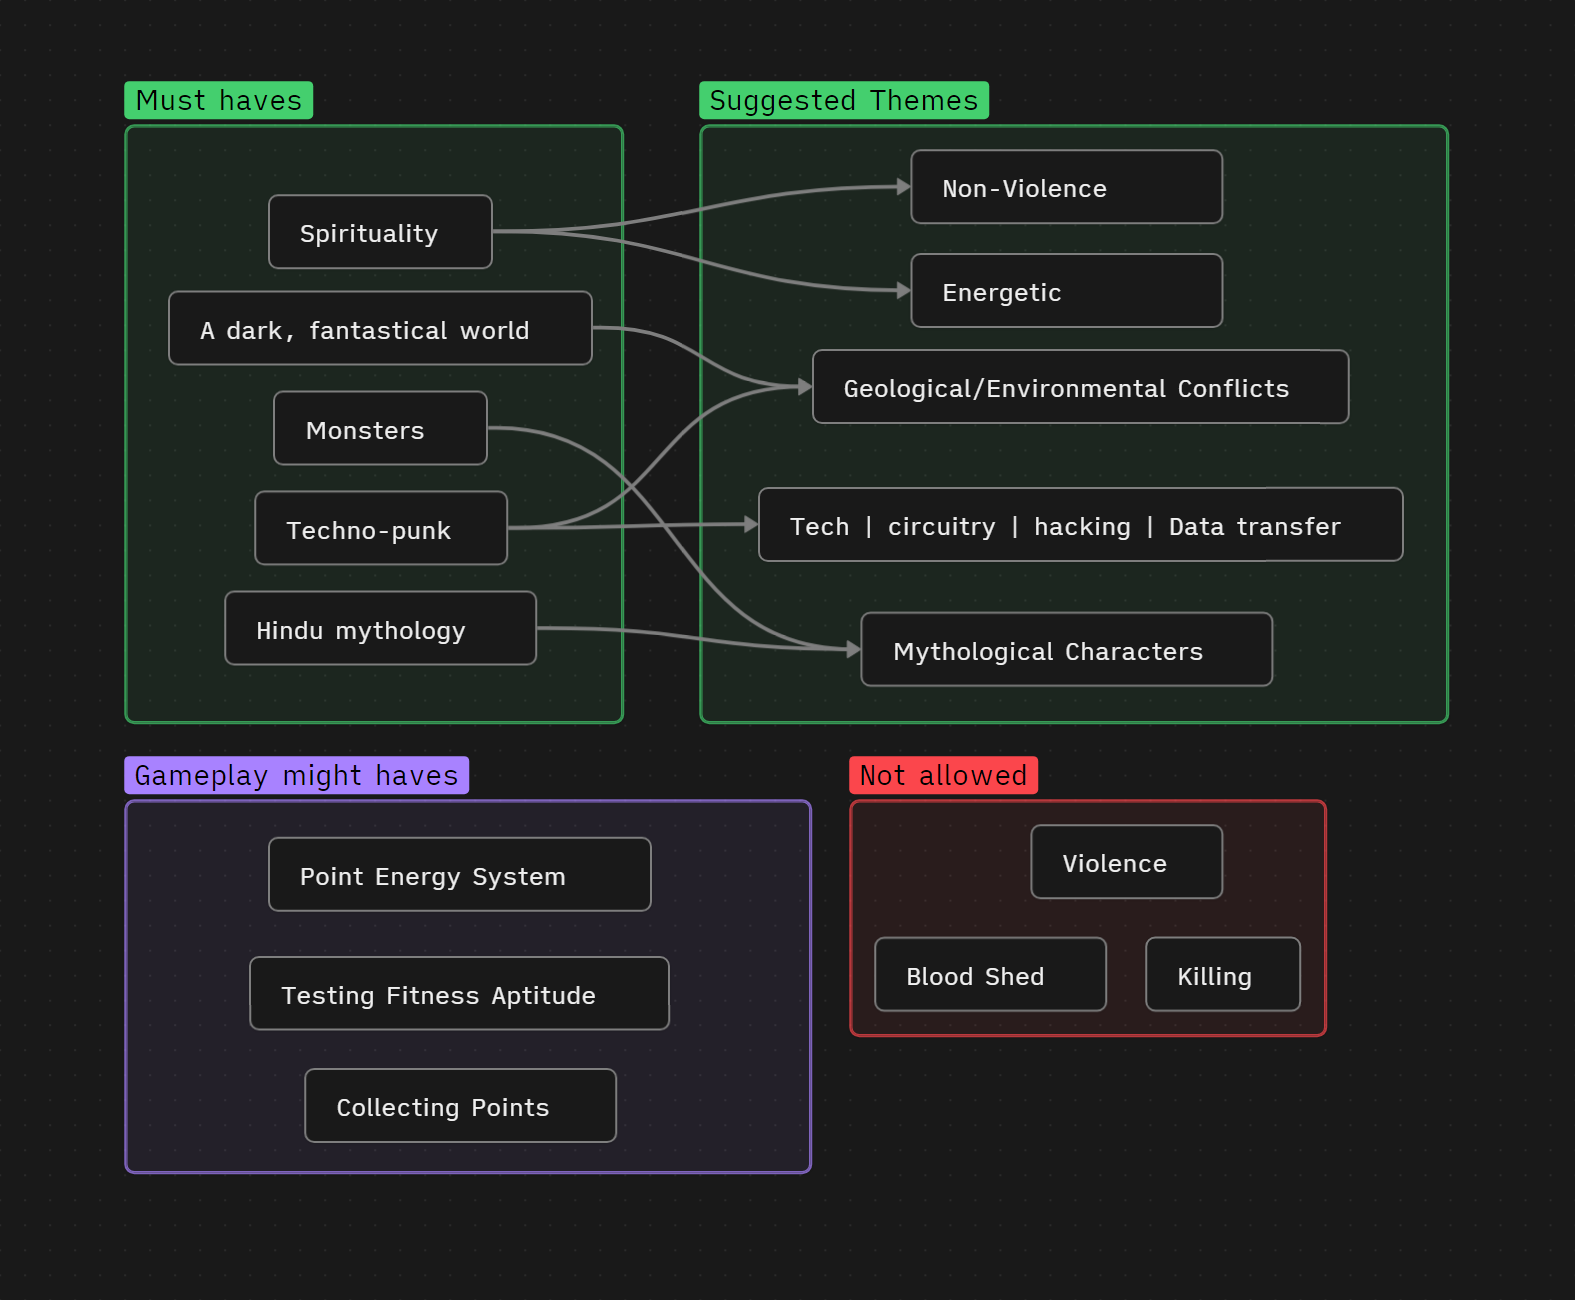 Must haves
Spirituality
A dark, fantastical world
Monsters
Techno-punk
Hindu mythology
Suggested Themes
Non-Violence
Energetic
Geological/Environmental Conflicts
Tech | circuitry | hacking | Data transfer
Mythological Characters
Gameplay might haves
Point Energy System
Testing Fitness Aptitude
Collecting Points
Not allowed
Violence
Blood Shed
Killing